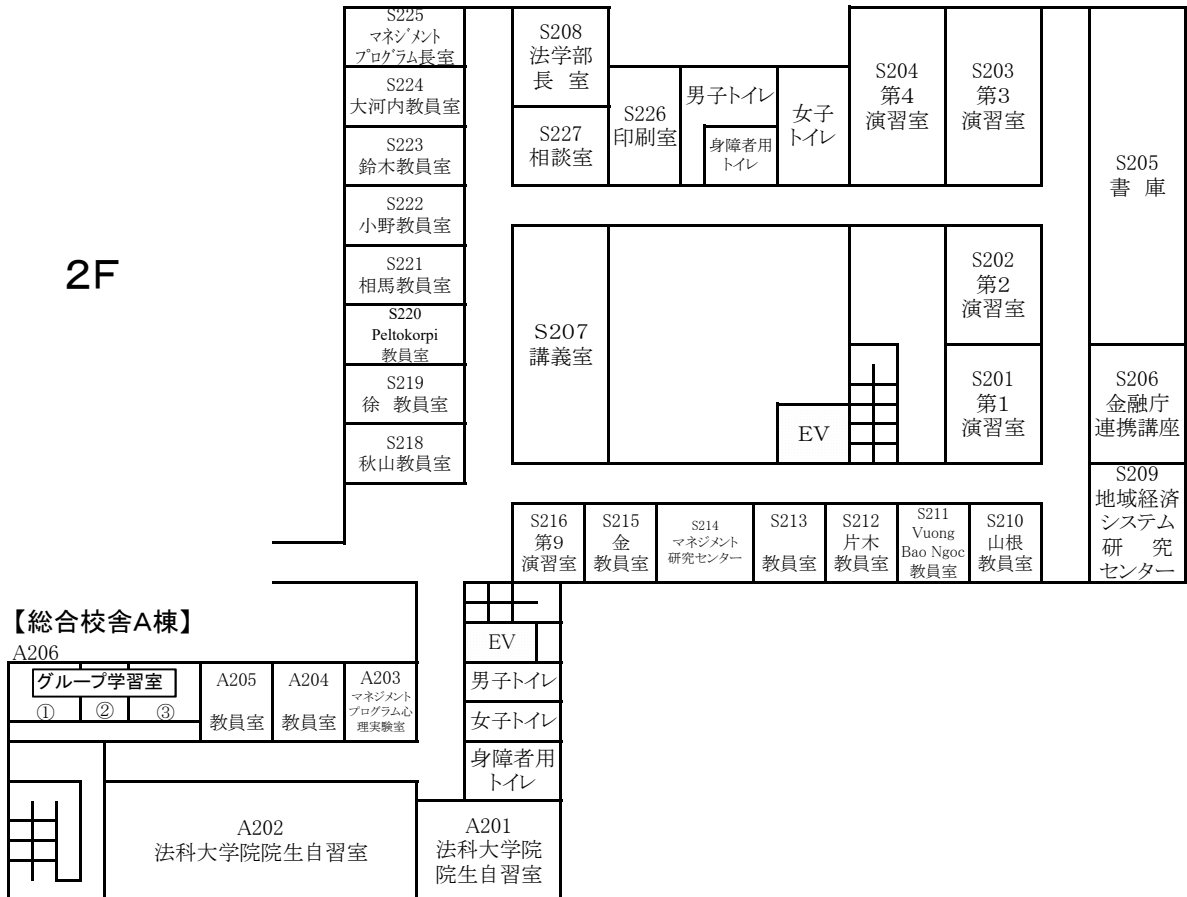 S225
マネジメント
プログラム長室
S224
大河内教員室
S223
鈴木教員室
S222
小野教員室
S221
相馬教員室
S220
Peltokorpi
教員室
S219
徐 教員室
S218
秋山教員室
S208
法学部
長 室
S227
相談室
S226
印刷室
男子トイレ
身障者用
トイレ
女子
トイレ
S204
第4
演習室
S203
第3
演習室
S205
書 庫
2F
S207
講義室
EV
S202
第2
演習室
S201
第1
演習室
S206
金融庁
連携講座
S209
地域経済
システム
研 究
センター
S216
第9
演習室
S215
金
教員室
S214
マネジメント
研究センター
S213
教員室
S212
片木
教員室
S211
Vuong
Bao Ngoc
教員室
S210
山根
教員室
【総合校舎A棟】
A206
グループ学習室
①
②
③
A205
教員室
A204
教員室
A203
マネジメント
プログラム心
理実験室
EV
男子トイレ
女子トイレ
身障者用
トイレ
A202
法科大学院院生自習室
A201
法科大学院
院生自習室